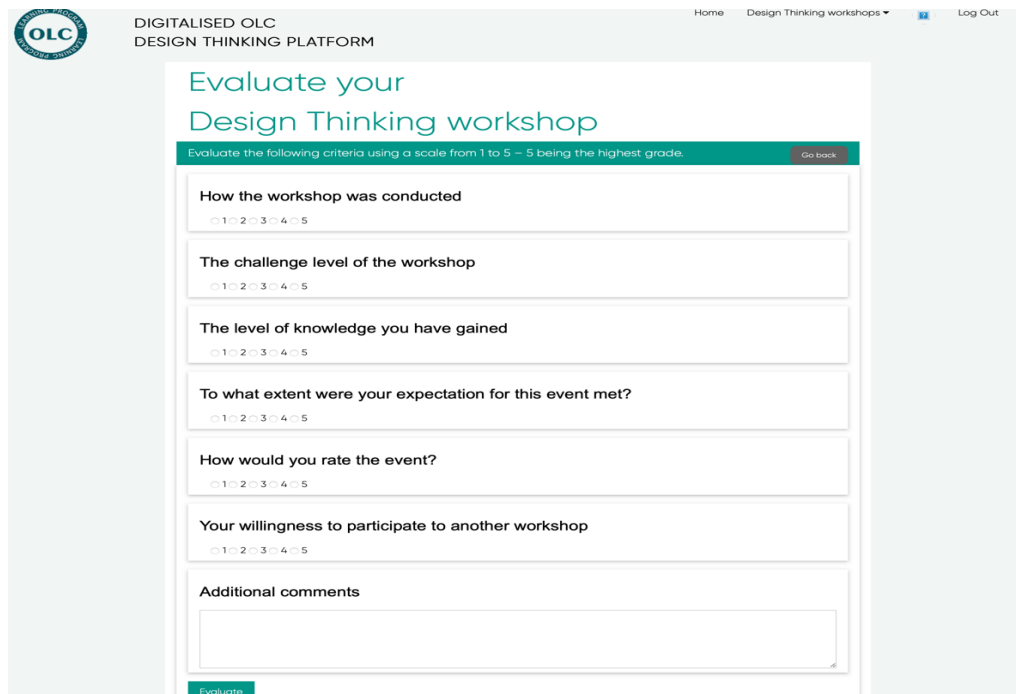 LEARNING PROGRAM
OLC
LEARNING PROGRAM
DIGITALISED OLC
DESIGN THINKING PLATFORM
Home Design Thinking workshops ? Log Out
Evaluate your
Design Thinking workshop
Evaluate the following criteria using a scale from 1 to 5 – 5 being the highest grade. Go back
How the workshop was conducted
1 2 3 4 5
The challenge level of the workshop
1 2 3 4 5
The level of knowledge you have gained
1 2 3 4 5
To what extent were your expectation for this event met?
1 2 3 4 5
How would you rate the event?
1 2 3 4 5
Your willingness to participate to another workshop
1 2 3 4 5
Additional comments
Evaluate